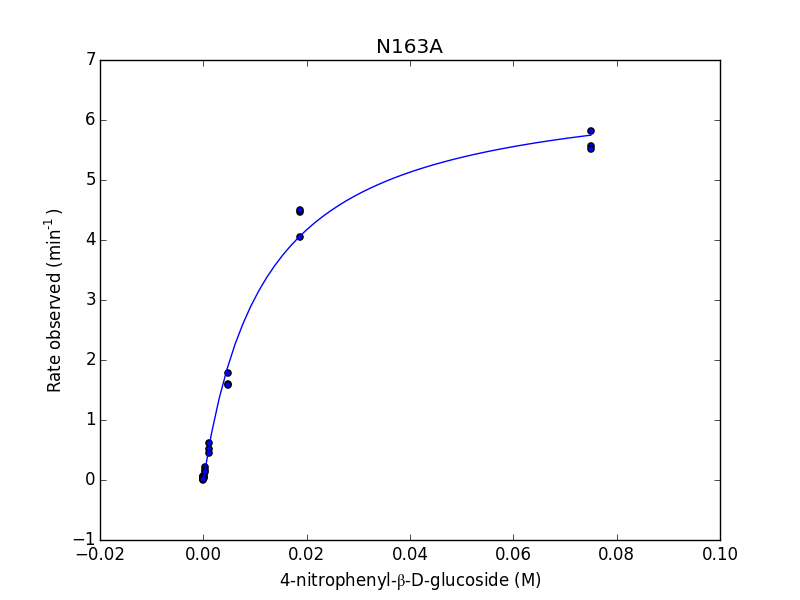 N163A
7
6
5
4
3
2
1
0
−1
Rate observed (min⁻¹)
−0.02 0.00 0.02 0.04 0.06 0.08 0.10
4-nitrophenyl-β-D-glucoside (M)